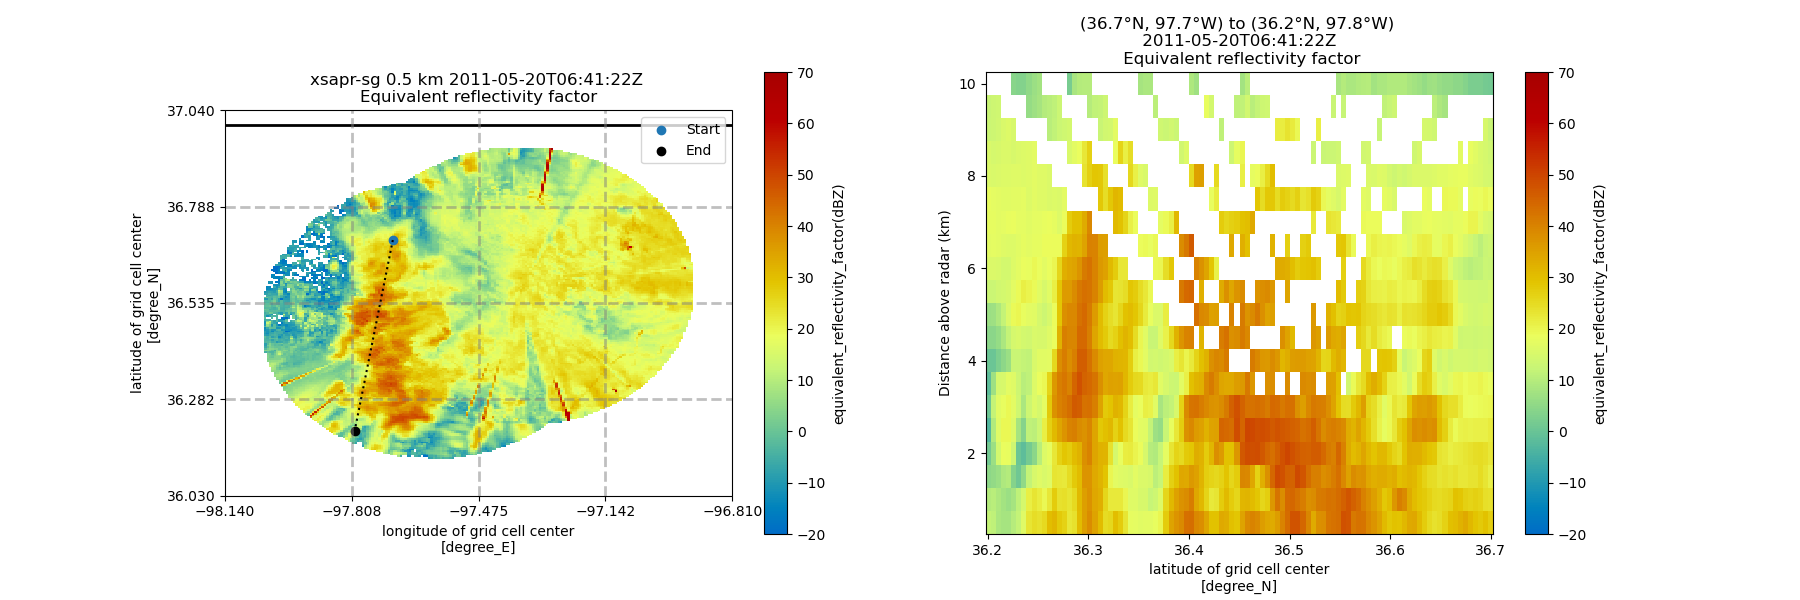 xsapr-sg 0.5 km 2011-05-20T06:41:22Z
Equivalent reflectivity factor
37.040
36.788
36.535
36.282
36.030
latitude of grid cell center
[degree_N]
Start
End
−98.140
−97.808
−97.475
−97.142
−96.810
longitude of grid cell center
[degree_E]
70
60
50
40
30
20
10
0
−10
−20
equivalent_reflectivity_factor(dBZ)
(36.7°N, 97.7°W) to (36.2°N, 97.8°W)
2011-05-20T06:41:22Z
Equivalent reflectivity factor
10
8
6
4
2
Distance above radar (km)
36.2
36.3
36.4
36.5
36.6
36.7
latitude of grid cell center
[degree_N]
70
60
50
40
30
20
10
0
−10
−20
equivalent_reflectivity_factor(dBZ)